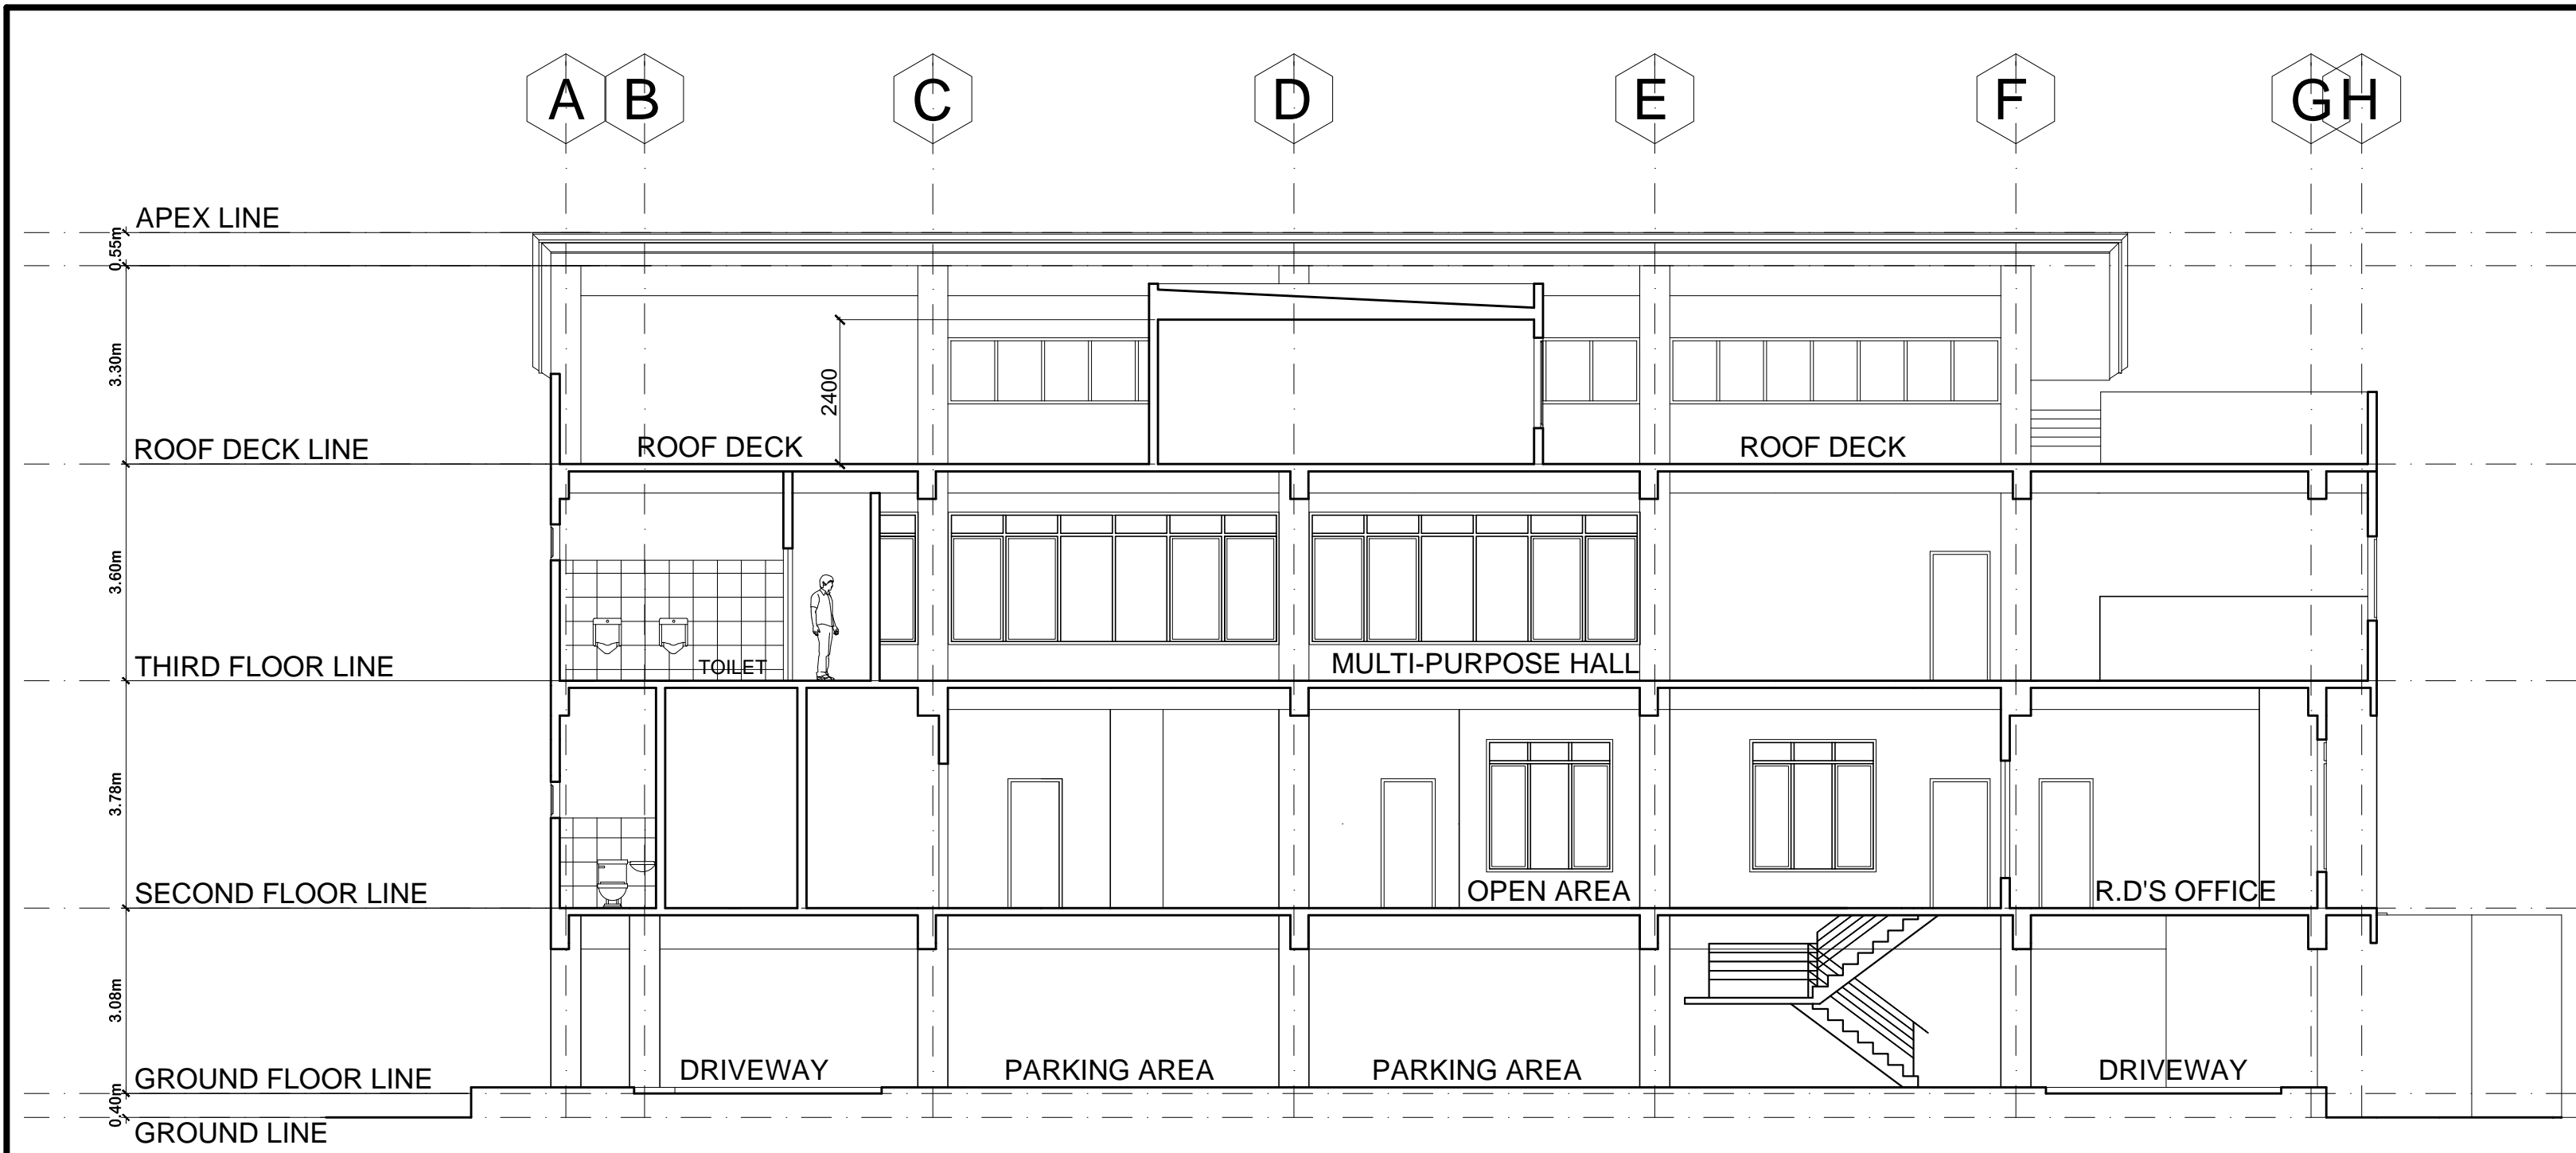 A B C D E F G H
APEX LINE
0.55m
3.30m
2400
ROOF DECK LINE
ROOF DECK
ROOF DECK
3.60m
THIRD FLOOR LINE
TOILET
MULTI-PURPOSE HALL
3.78m
SECOND FLOOR LINE
OPEN AREA
R.D'S OFFICE
3.08m
GROUND FLOOR LINE
DRIVEWAY
PARKING AREA
PARKING AREA
DRIVEWAY
0.40m
GROUND LINE